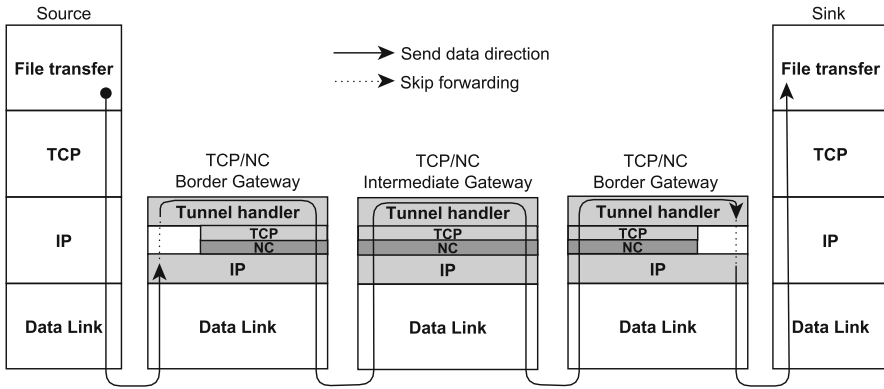 Source
Sink
File transfer
Send data direction
File transfer
Skip forwarding
TCP
TCP/NC
Border Gateway
TCP/NC
Intermediate Gateway
TCP/NC
Border Gateway
TCP
Tunnel handler
Tunnel handler
Tunnel handler
IP
TCP
TCP
TCP
IP
NC
NC
NC
IP
IP
IP
Data Link
Data Link
Data Link
Data Link
Data Link